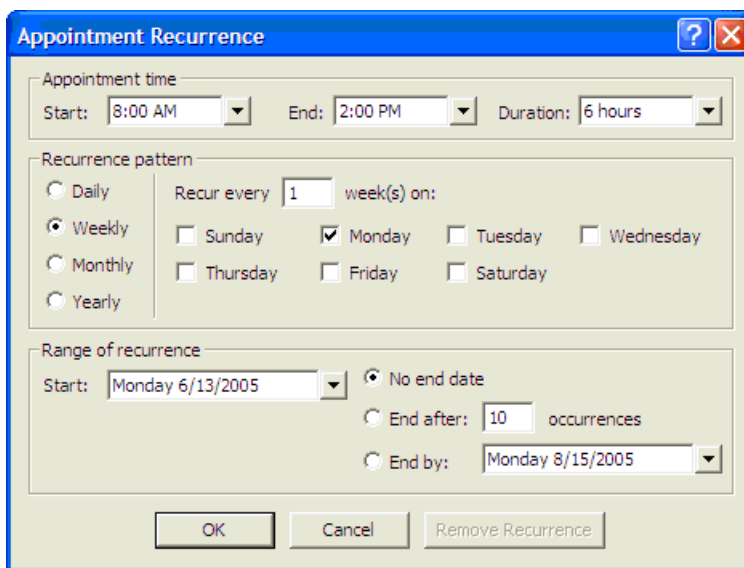 Appointment Recurrence
Appointment time
Start: 8:00 AM End: 2:00 PM Duration: 6 hours
Recurrence pattern
Daily Recur every 1 week(s) on:
Weekly Sunday Monday Tuesday Wednesday
Monthly Thursday Friday Saturday
Yearly
Range of recurrence
Start: Monday 6/13/2005 No end date
End after: 10 occurrences
End by: Monday 8/15/2005
OK Cancel Remove Recurrence